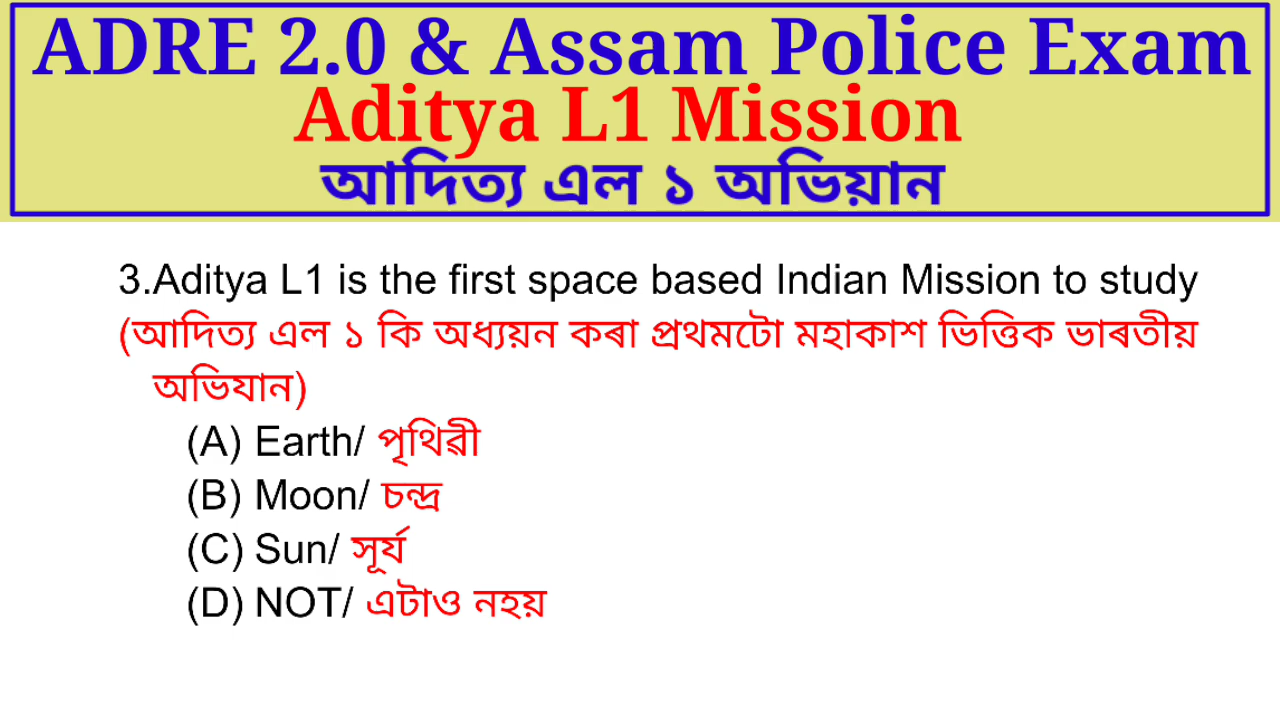 ADRE 2.0 & Assam Police Exam
Aditya L1 Mission
আদিত্য এল ১ অভিয়ান
3.Aditya L1 is the first space based Indian Mission to study
(আদিত্য এল ১ কি অধ্যয়ন কৰা প্ৰথমটো মহাকাশ ভিত্তিক ভাৰতীয়
অভিযান)
(A) Earth/ পৃথিৱী
(B) Moon/ চন্দ্ৰ
(C) Sun/ সূৰ্য
(D) NOT/ এটাও নহয়